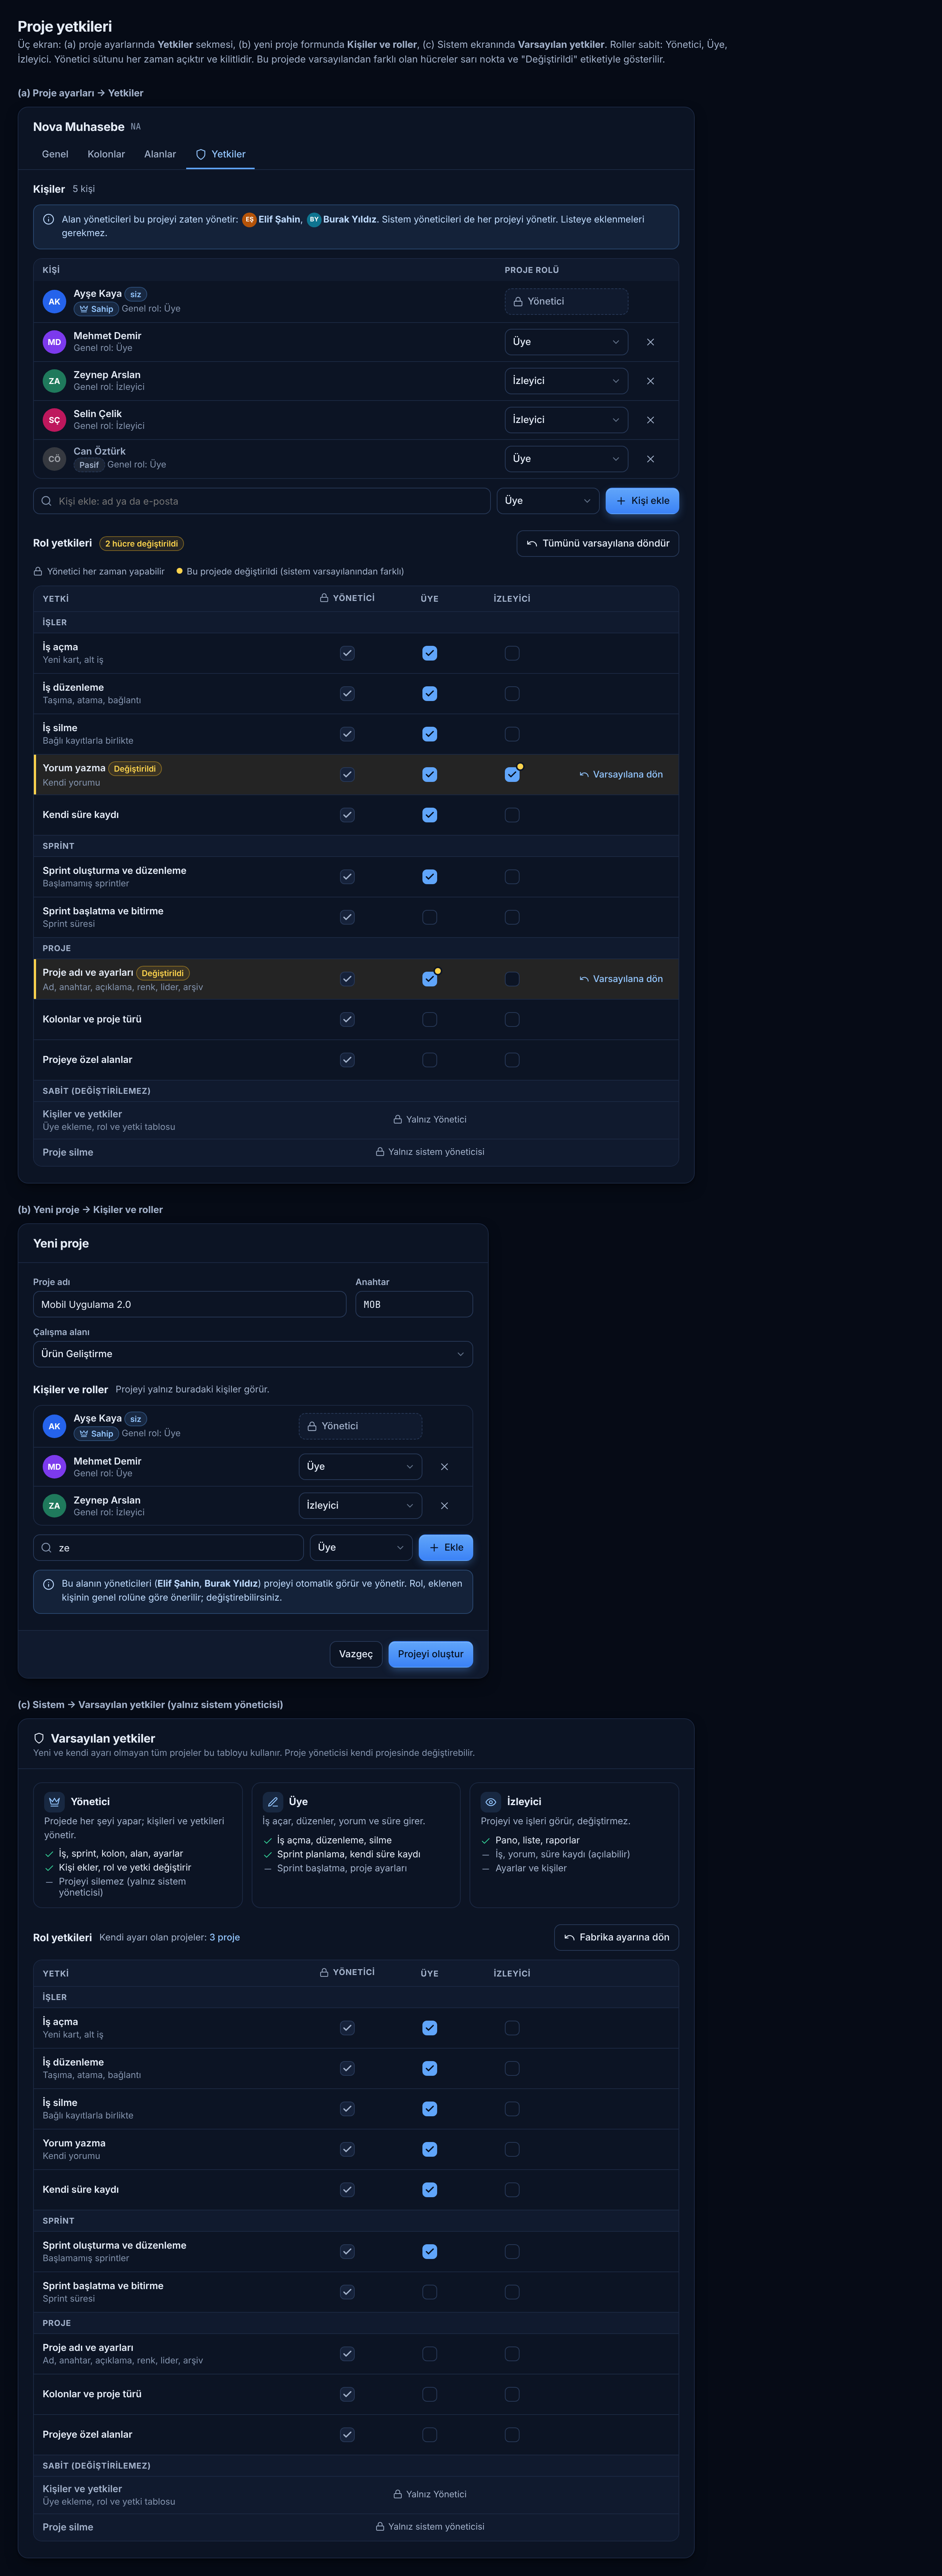 Proje yetkileri
Üç ekran: (a) proje ayarlarında Yetkiler sekmesi, (b) yeni proje formunda Kişiler ve roller, (c) Sistem ekranında Varsayılan yetkiler. Roller sabit: Yönetici, Üye,
İzleyici. Yönetici sütunu her zaman açıktır ve kilitlidir. Bu projede varsayılandan farklı olan hücreler sarı nokta ve "Değiştirildi" etiketiyle gösterilir.
(a) Proje ayarları → Yetkiler
Nova Muhasebe NA
Genel Kolonlar Alanlar Yetkiler
Kişiler 5 kişi
Alan yöneticileri bu projeyi zaten yönetir: EŞ Elif Şahin, BY Burak Yıldız. Sistem yöneticileri de her projeyi yönetir. Listeye eklenmeleri
gerekmez.
KİŞİ PROJE ROLÜ
AK Ayşe Kaya siz
Sahip Genel rol: Üye
Yönetici
MD Mehmet Demir
Genel rol: Üye
Üye
ZA Zeynep Arslan
Genel rol: İzleyici
İzleyici
SÇ Selin Çelik
Genel rol: İzleyici
İzleyici
CÖ Can Öztürk
Pasif Genel rol: Üye
Üye
Kişi ekle: ad ya da e-posta Üye Kişi ekle
Rol yetkileri 2 hücre değiştirildi Tümünü varsayılana döndür
Yönetici her zaman yapabilir Bu projede değiştirildi (sistem varsayılanından farklı)
YETKİ YÖNETİCİ ÜYE İZLEYİCİ
İŞLER
İş açma
Yeni kart, alt iş
İş düzenleme
Taşıma, atama, bağlantı
İş silme
Bağlı kayıtlarla birlikte
Yorum yazma Değiştirildi
Kendi yorumu
Varsayılana dön
Kendi süre kaydı
SPRİNT
Sprint oluşturma ve düzenleme
Başlamamış sprintler
Sprint başlatma ve bitirme
Sprint süresi
PROJE
Proje adı ve ayarları Değiştirildi
Ad, anahtar, açıklama, renk, lider, arşiv
Varsayılana dön
Kolonlar ve proje türü
Projeye özel alanlar
SABİT (DEĞİŞTİRİLEMEZ)
Kişiler ve yetkiler
Üye ekleme, rol ve yetki tablosu
Yalnız Yönetici
Proje silme Yalnız sistem yöneticisi
(b) Yeni proje → Kişiler ve roller
Yeni proje
Proje adı Anahtar
Mobil Uygulama 2.0 MOB
Çalışma alanı
Ürün Geliştirme
Kişiler ve roller Projeyi yalnız buradaki kişiler görür.
AK Ayşe Kaya siz
Sahip Genel rol: Üye
Yönetici
MD Mehmet Demir
Genel rol: Üye
Üye
ZA Zeynep Arslan
Genel rol: İzleyici
İzleyici
ze Üye Ekle
Bu alanın yöneticileri (Elif Şahin, Burak Yıldız) projeyi otomatik görür ve yönetir. Rol, eklenen
kişinin genel rolüne göre önerilir; değiştirebilirsiniz.
Vazgeç Projeyi oluştur
(c) Sistem → Varsayılan yetkiler (yalnız sistem yöneticisi)
Varsayılan yetkiler
Yeni ve kendi ayarı olmayan tüm projeler bu tabloyu kullanır. Proje yöneticisi kendi projesinde değiştirebilir.
Yönetici
Projede her şeyi yapar; kişileri ve yetkileri
yönetir.
İş, sprint, kolon, alan, ayarlar
Kişi ekler, rol ve yetki değiştirir
Projeyi silemez (yalnız sistem
yöneticisi)
Üye
İş açar, düzenler, yorum ve süre girer.
İş açma, düzenleme, silme
Sprint planlama, kendi süre kaydı
Sprint başlatma, proje ayarları
İzleyici
Projeyi ve işleri görür, değiştirmez.
Pano, liste, raporlar
İş, yorum, süre kaydı (açılabilir)
Ayarlar ve kişiler
Rol yetkileri Kendi ayarı olan projeler: 3 proje Fabrika ayarına dön
YETKİ YÖNETİCİ ÜYE İZLEYİCİ
İŞLER
İş açma
Yeni kart, alt iş
İş düzenleme
Taşıma, atama, bağlantı
İş silme
Bağlı kayıtlarla birlikte
Yorum yazma
Kendi yorumu
Kendi süre kaydı
SPRİNT
Sprint oluşturma ve düzenleme
Başlamamış sprintler
Sprint başlatma ve bitirme
Sprint süresi
PROJE
Proje adı ve ayarları
Ad, anahtar, açıklama, renk, lider, arşiv
Kolonlar ve proje türü
Projeye özel alanlar
SABİT (DEĞİŞTİRİLEMEZ)
Kişiler ve yetkiler
Üye ekleme, rol ve yetki tablosu
Yalnız Yönetici
Proje silme Yalnız sistem yöneticisi